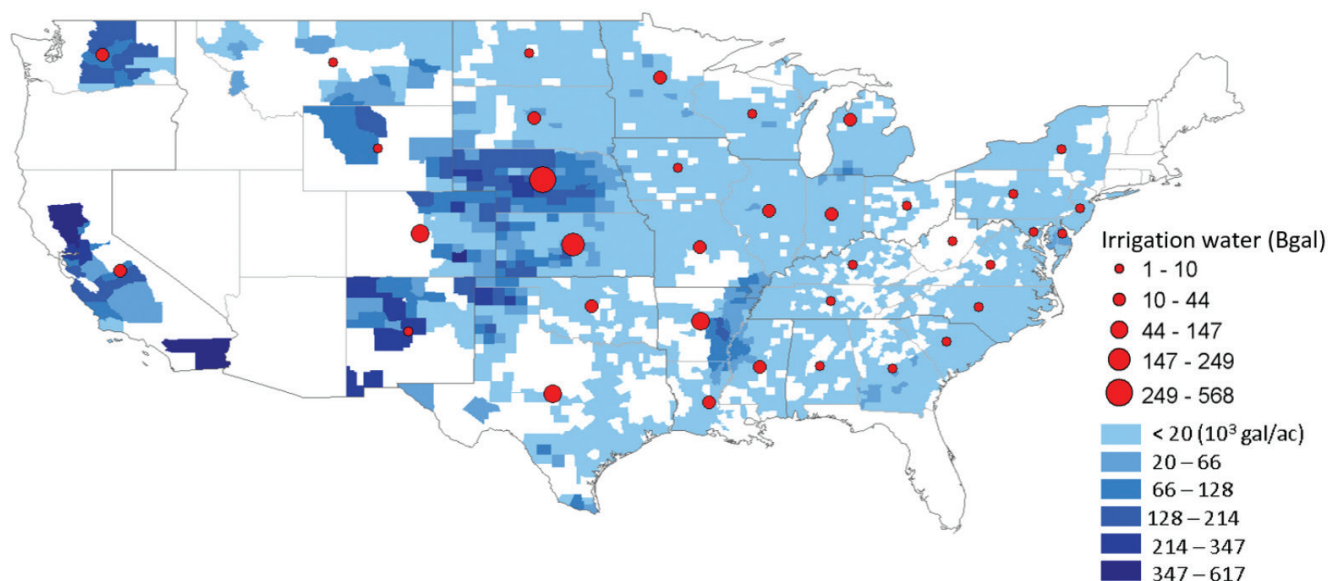 Irrigation water (Bgal)
1 - 10
10 - 44
44 - 147
147 - 249
249 - 568
< 20 (10³ gal/ac)
20 – 66
66 – 128
128 – 214
214 – 347
347 – 617